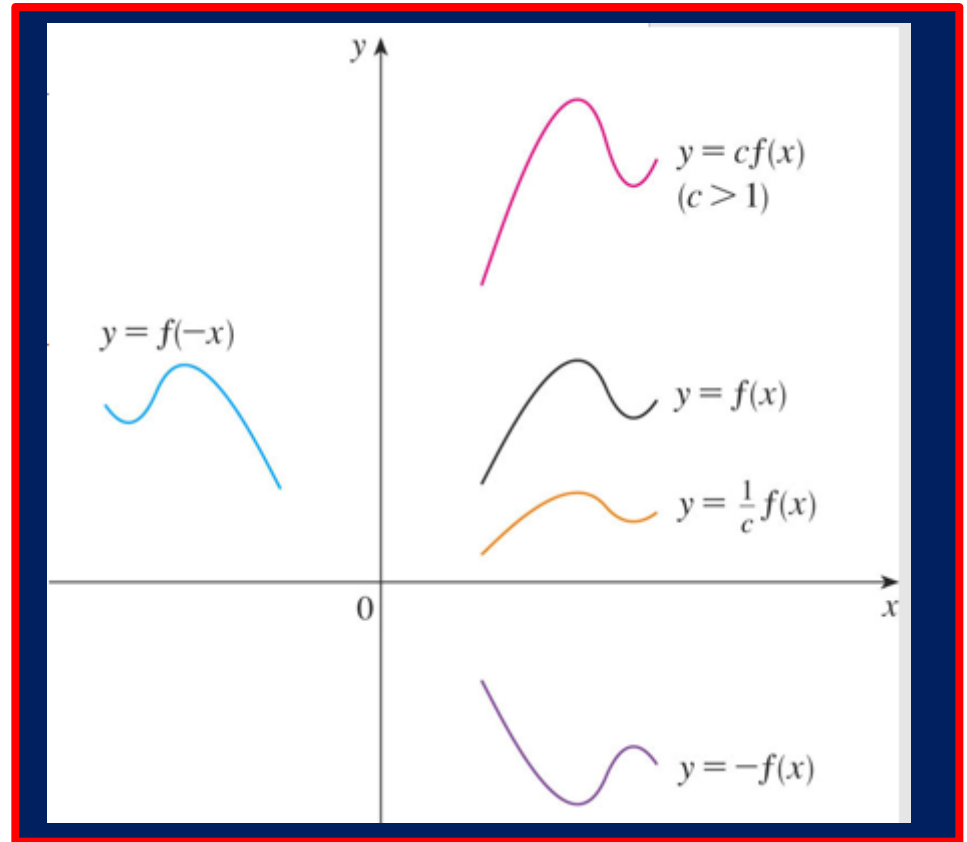 y
y = cf(x)
(c > 1)
y = f(−x)
y = f(x)
y = 1/c f(x)
0
x
y = −f(x)